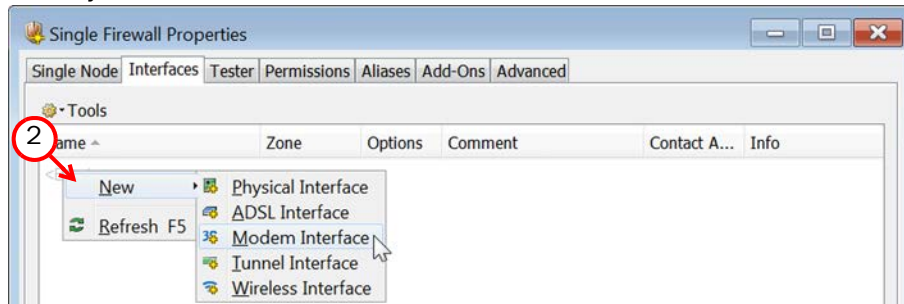 Single Firewall Properties
Single Node Interfaces Tester Permissions Aliases Add-Ons Advanced
Tools
2
ame Zone Options Comment Contact A... Info
New
Refresh F5
Physical Interface
ADSL Interface
3G Modem Interface
Tunnel Interface
Wireless Interface